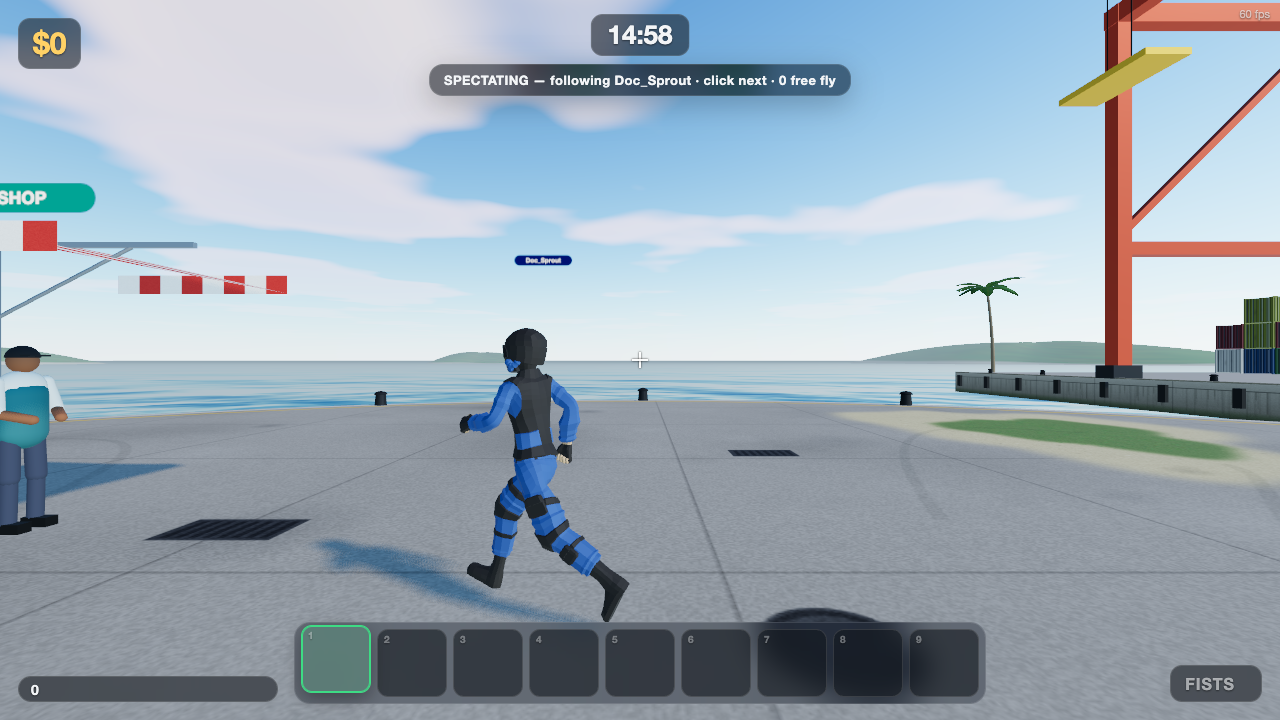 $0
14:58
60 fps
SPECTATING — following Doc_Sprout · click next · 0 free fly
SHOP
Doc_Sprout
1 2 3 4 5 6 7 8 9
0
FISTS